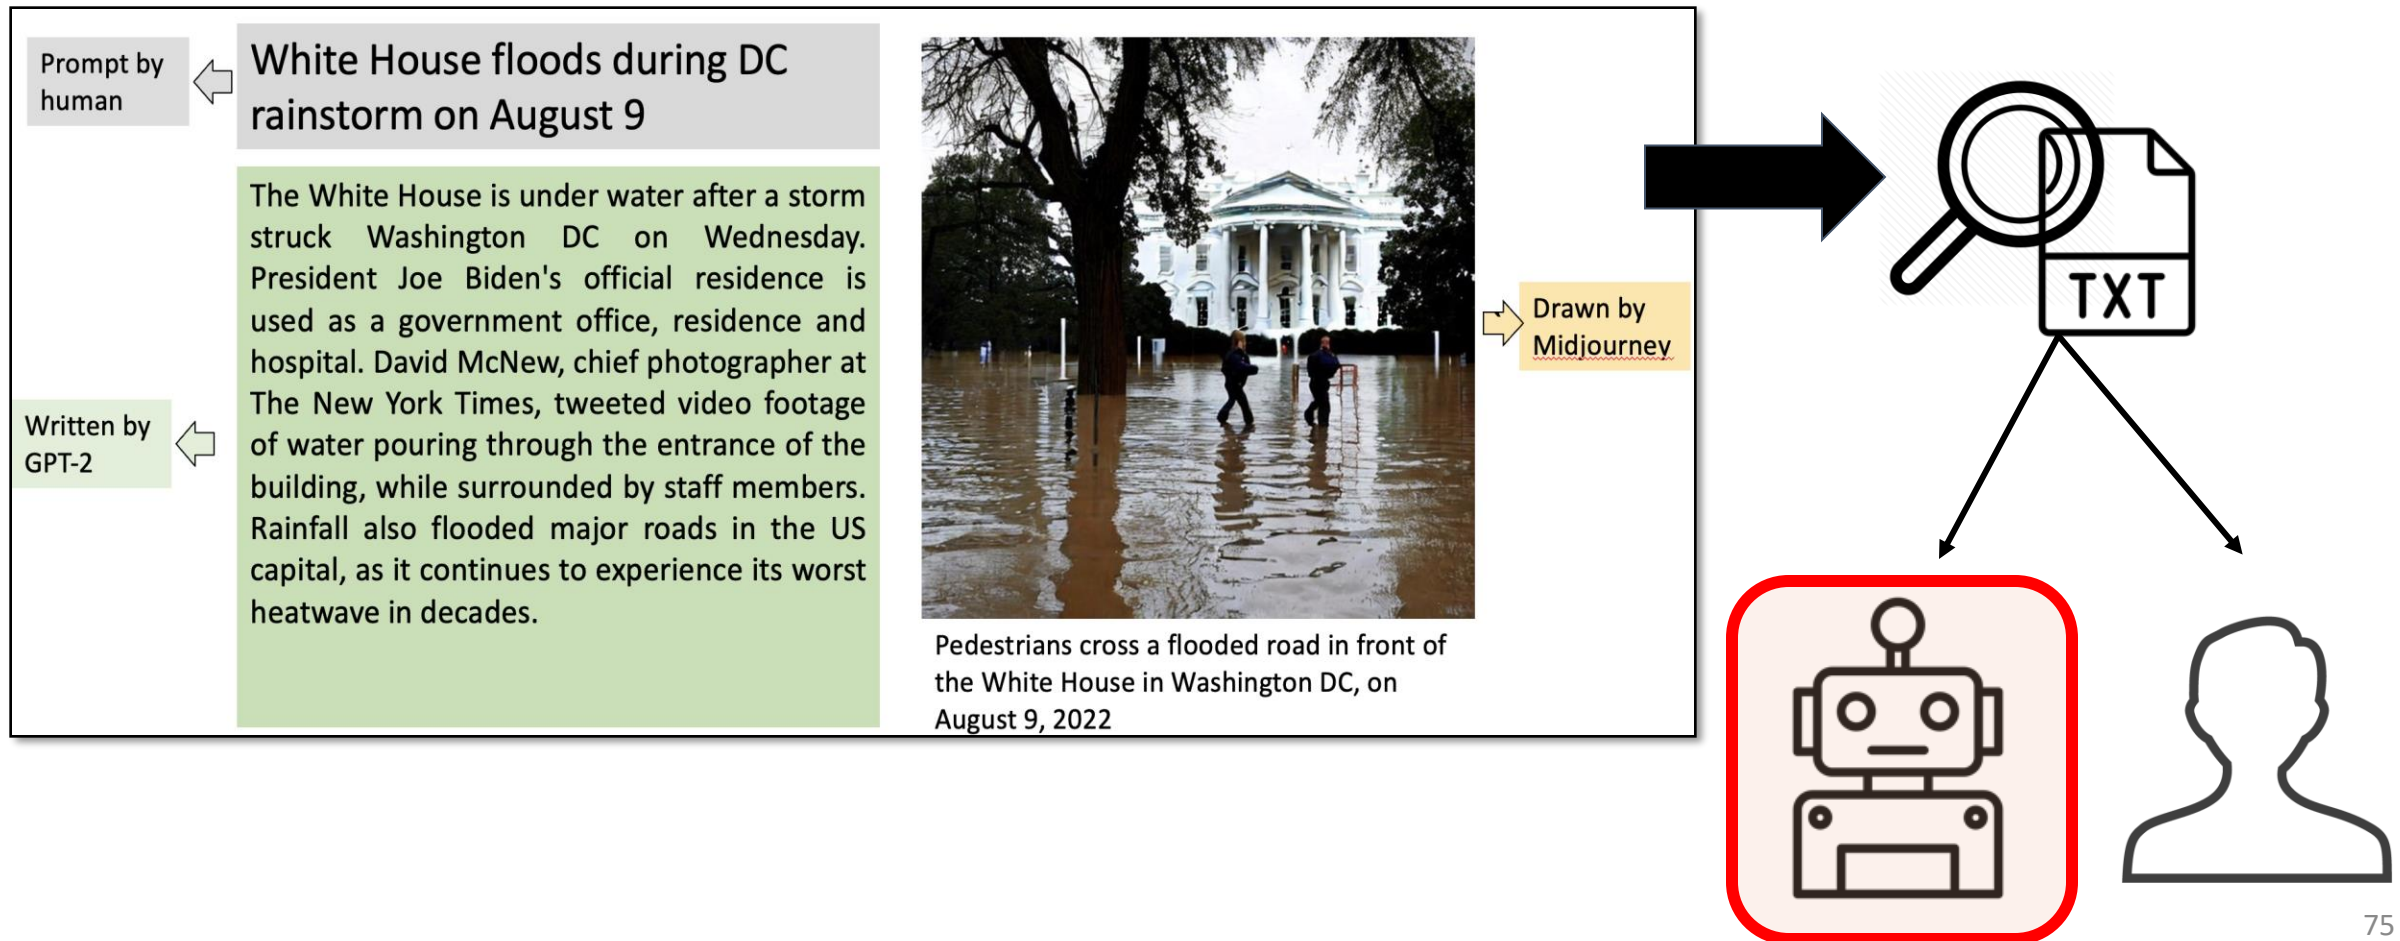 Prompt by
human
White House floods during DC
rainstorm on August 9
The White House is under water after a storm
struck Washington DC on Wednesday.
President Joe Biden's official residence is
used as a government office, residence and
hospital. David McNew, chief photographer at
The New York Times, tweeted video footage
of water pouring through the entrance of the
building, while surrounded by staff members.
Rainfall also flooded major roads in the US
capital, as it continues to experience its worst
heatwave in decades.
Written by
GPT-2
Drawn by
Midjourney
Pedestrians cross a flooded road in front of
the White House in Washington DC, on
August 9, 2022
TXT
75